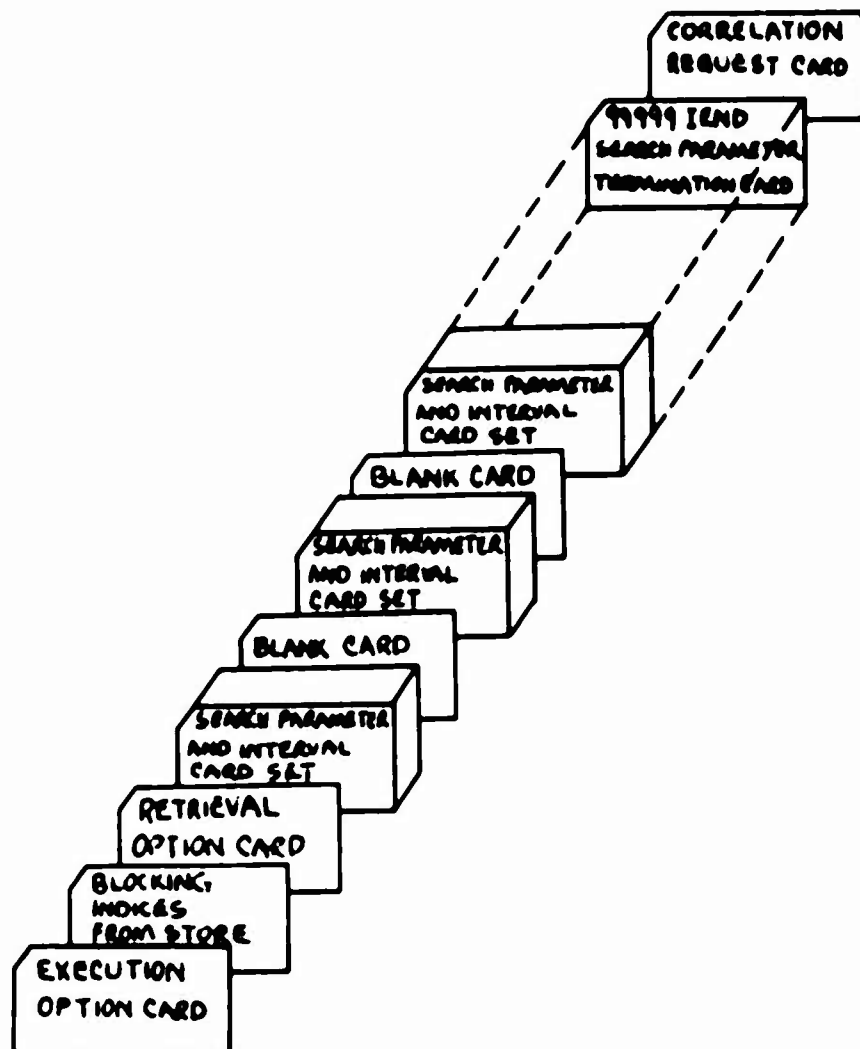 CORRELATION
REQUEST CARD
99999 IEND
SEARCH PARAMETER
TERMINATION CARD
SEARCH PARAMETER
AND INTERVAL
CARD SET
BLANK CARD
SEARCH PARAMETER
AND INTERVAL
CARD SET
BLANK CARD
SEARCH PARAMETER
AND INTERVAL
CARD SET
RETRIEVAL
OPTION CARD
BLOCKING,
INDICES
FROM STORE
EXECUTION
OPTION CARD